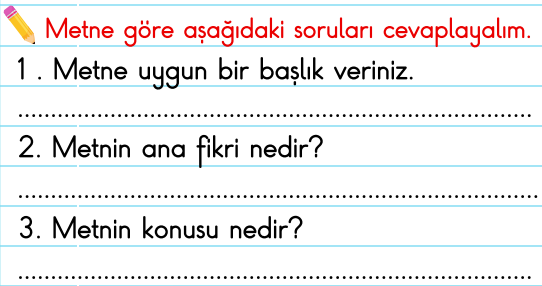 Metne göre aşağıdaki soruları cevaplayalım.
1 . Metne uygun bir başlık veriniz.
................................................................................
2. Metnin ana fikri nedir?
................................................................................
3. Metnin konusu nedir?
................................................................................